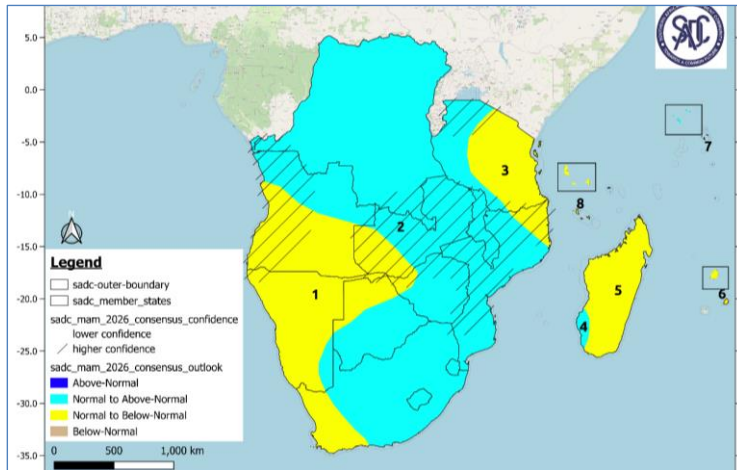 5.0
0.0
-5.0
-10.0
-15.0
-20.0
-25.0
-30.0
-35.0
SADC
1
2
3
4
5
6
7
8
N
Legend
sadc-outer-boundary
sadc_member_states
sadc_mam_2026_consensus_confidence
lower confidence
higher confidence
sadc_mam_2026_consensus_outlook
Above-Normal
Normal to Above-Normal
Normal to Below-Normal
Below-Normal
0 500 1,000 km